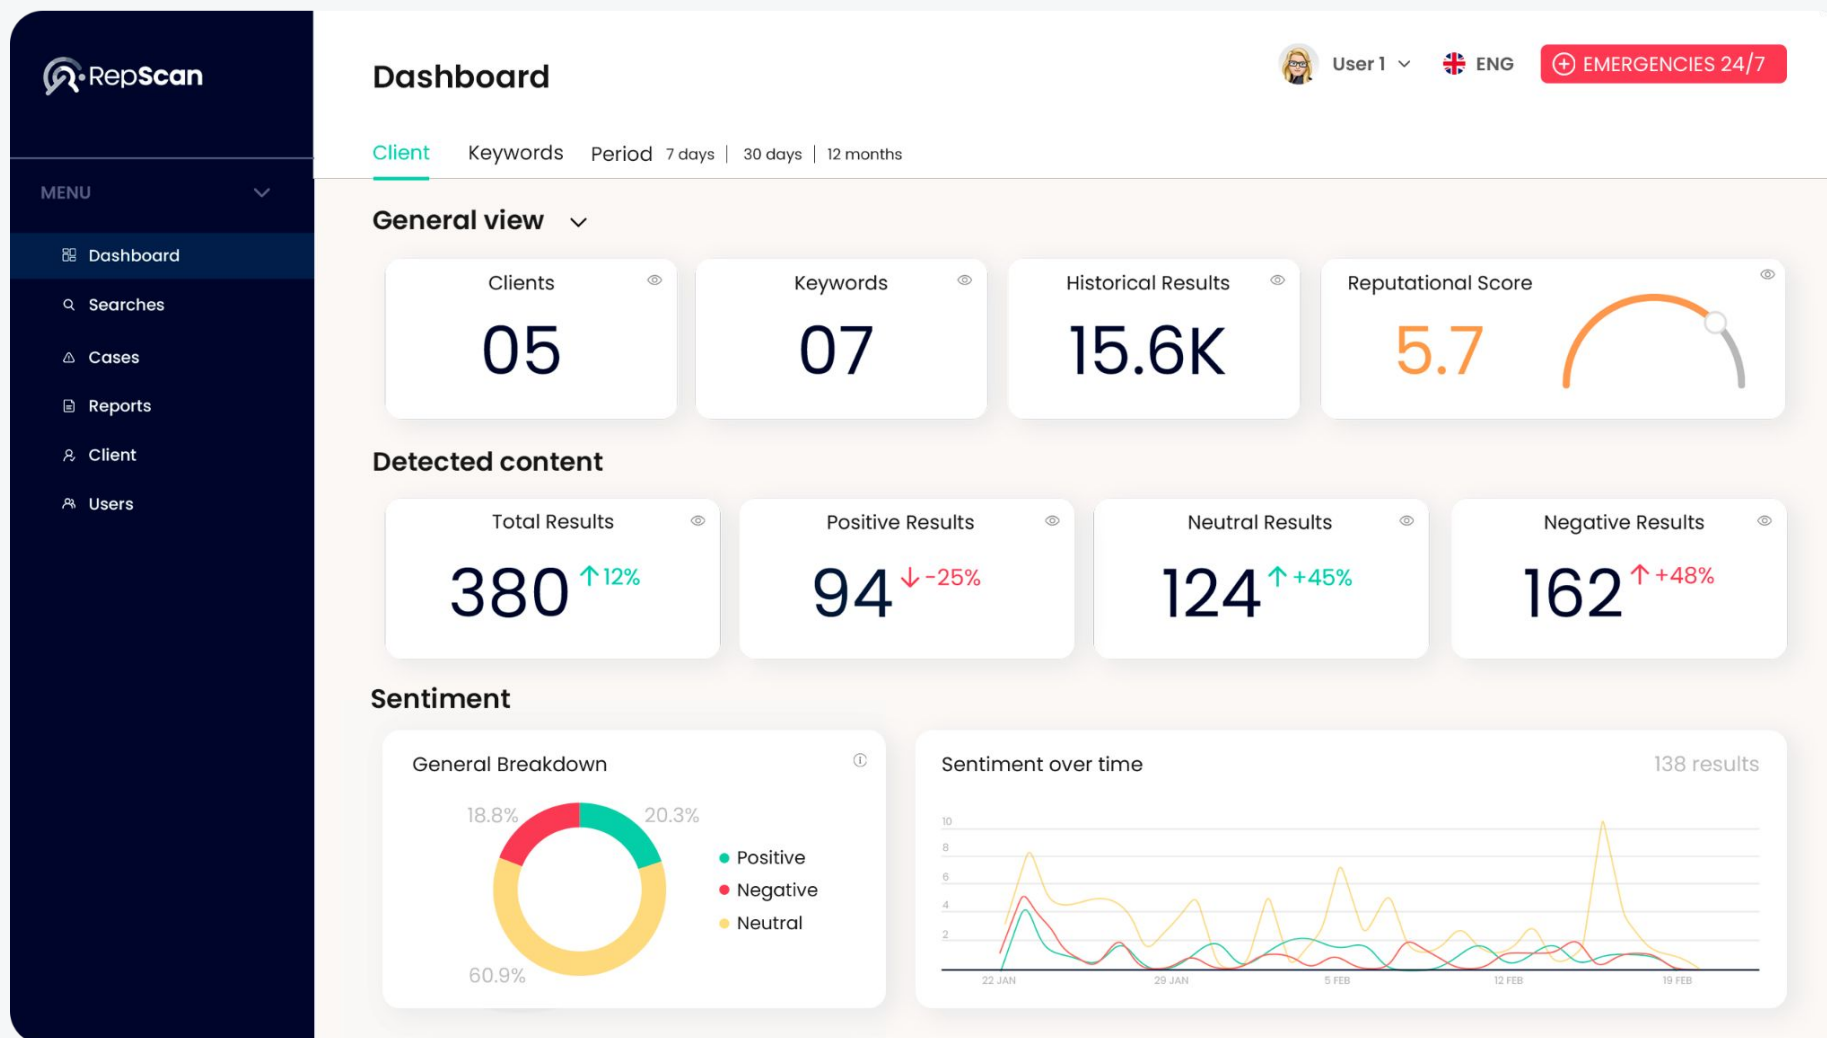 RepScan
Dashboard
User 1
ENG
EMERGENCIES 24/7
Client
Keywords
Period
7 days | 30 days | 12 months
MENU
Dashboard
Searches
Cases
Reports
Client
Users
General view
Clients
05
Keywords
07
Historical Results
15.6K
Reputational Score
5.7
Detected content
Total Results
380 12%
Positive Results
94 -25%
Neutral Results
124 +45%
Negative Results
162 +48%
Sentiment
General Breakdown
18.8%
20.3%
60.9%
Positive
Negative
Neutral
Sentiment over time
138 results
10
8
6
4
2
22 JAN
29 JAN
5 FEB
12 FEB
19 FEB